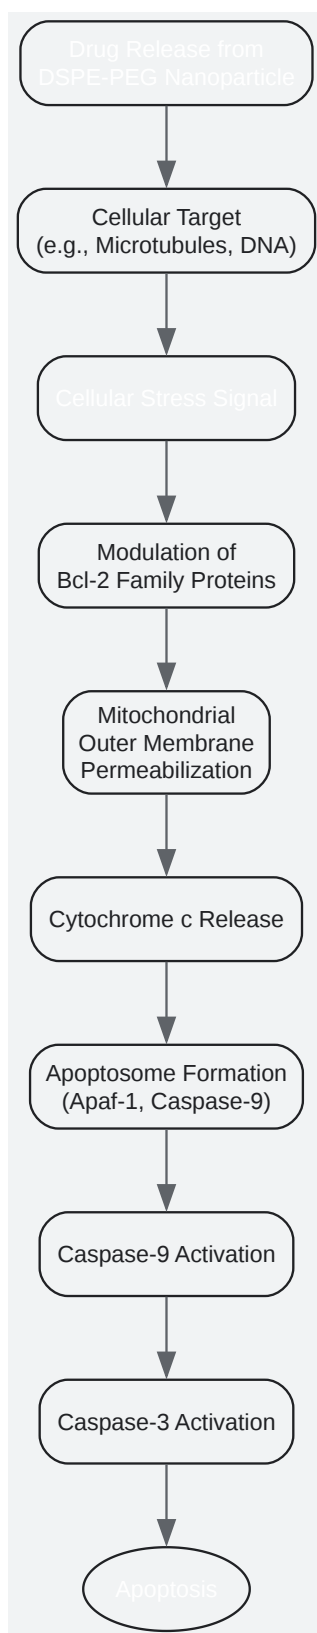 Drug Release from
DSPE-PEG Nanoparticle
Cellular Target
(e.g., Microtubules, DNA)
Cellular Stress Signal
Modulation of
Bcl-2 Family Proteins
Mitochondrial
Outer Membrane
Permeabilization
Cytochrome c Release
Apoptosome Formation
(Apaf-1, Caspase-9)
Caspase-9 Activation
Caspase-3 Activation
Apoptosis